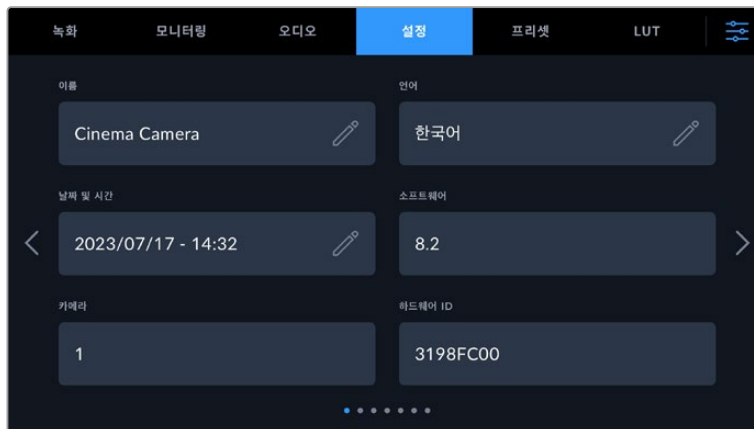 녹화 모니터링 오디오 설정 프리셋 LUT
이름 언어
Cinema Camera 한국어
날짜 및 시간 소프트웨어
2023/07/17 - 14:32 8.2
카메라 하드웨어 ID
1 3198FC00